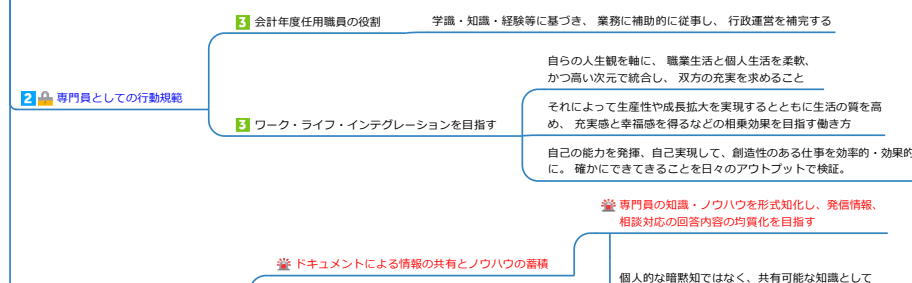 3 会計年度任用職員の役割
学識・知識・経験等に基づき、 業務に補助的に従事し、 行政運営を補完する
2 専門員としての行動規範
自らの人生観を軸に、 職業生活と個人生活を柔軟、
かつ高い次元で統合し、 双方の充実を求めること
3 ワーク・ライフ・インテグレーションを目指す
それによって生産性や成長拡大を実現するとともに生活の質を高
め、 充実感と幸福感を得るなどの相乗効果を目指す働き方
自己の能力を発揮、自己実現して、創造性のある仕事を効率的・効果的
に。 確かにできてきることを日々のアウトプットで検証。
専門員の知識・ノウハウを形式知化し、発信情報、
相談対応の回答内容の均質化を目指す
ドキュメントによる情報の共有とノウハウの蓄積
個人的な暗黙知ではなく、共有可能な知識として